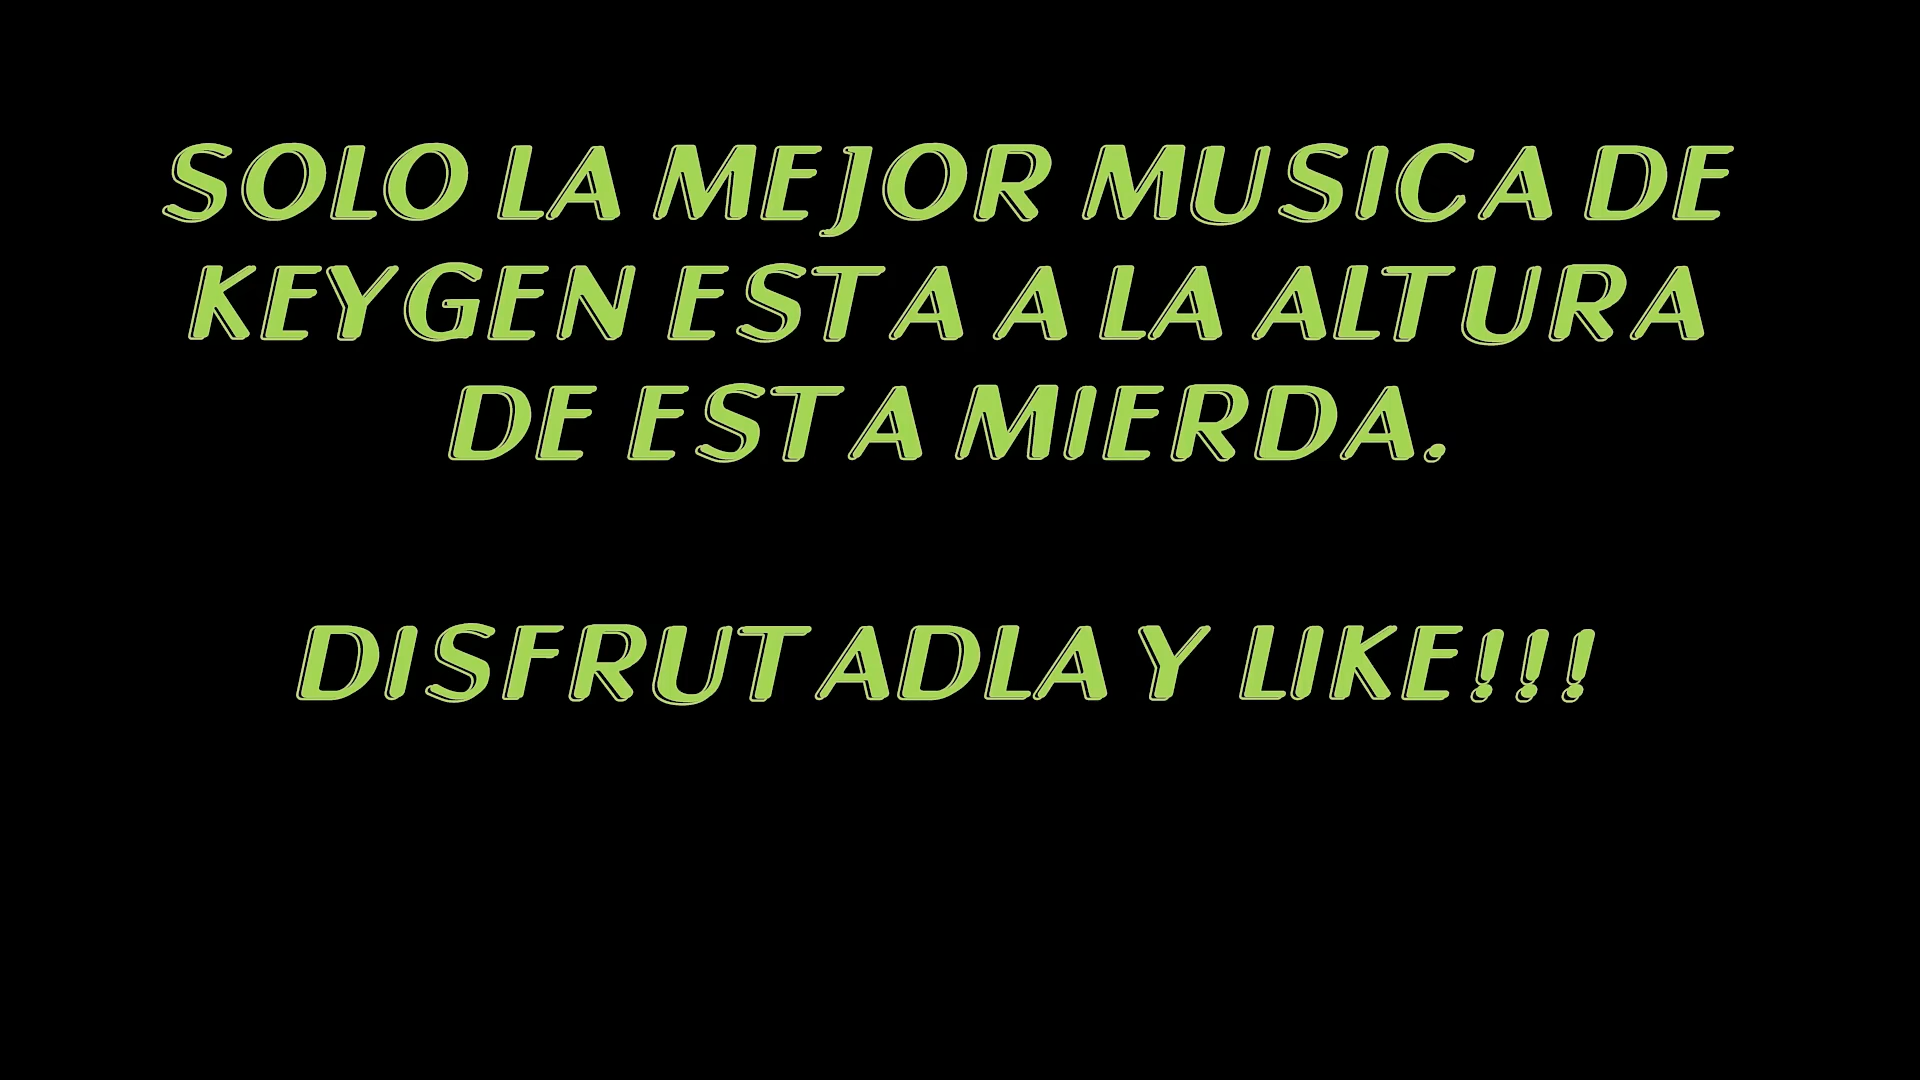 SOLO LA MEJOR MUSICA DE
KEYGEN ESTA A LA ALTURA
DE ESTA MIERDA.
DISFRUTADLA Y LIKE!!!